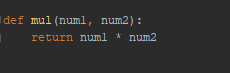 def mul(num1, num2):
    return num1 * num2